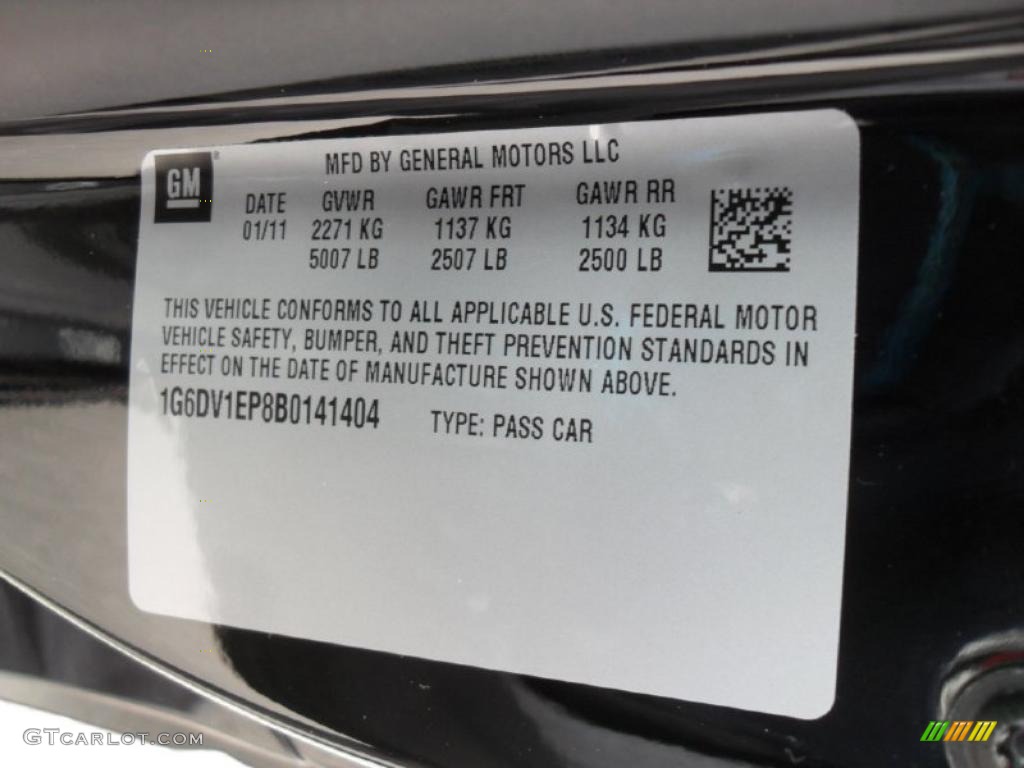 MFD BY GENERAL MOTORS LLC
GM
DATE GVWR GAWR FRT GAWR RR
01/11 2271 KG 1137 KG 1134 KG
5007 LB 2507 LB 2500 LB
THIS VEHICLE CONFORMS TO ALL APPLICABLE U.S. FEDERAL MOTOR
VEHICLE SAFETY, BUMPER, AND THEFT PREVENTION STANDARDS IN
EFFECT ON THE DATE OF MANUFACTURE SHOWN ABOVE.
1G6DV1EP8B0141404 TYPE: PASS CAR
GTCARLOT.COM